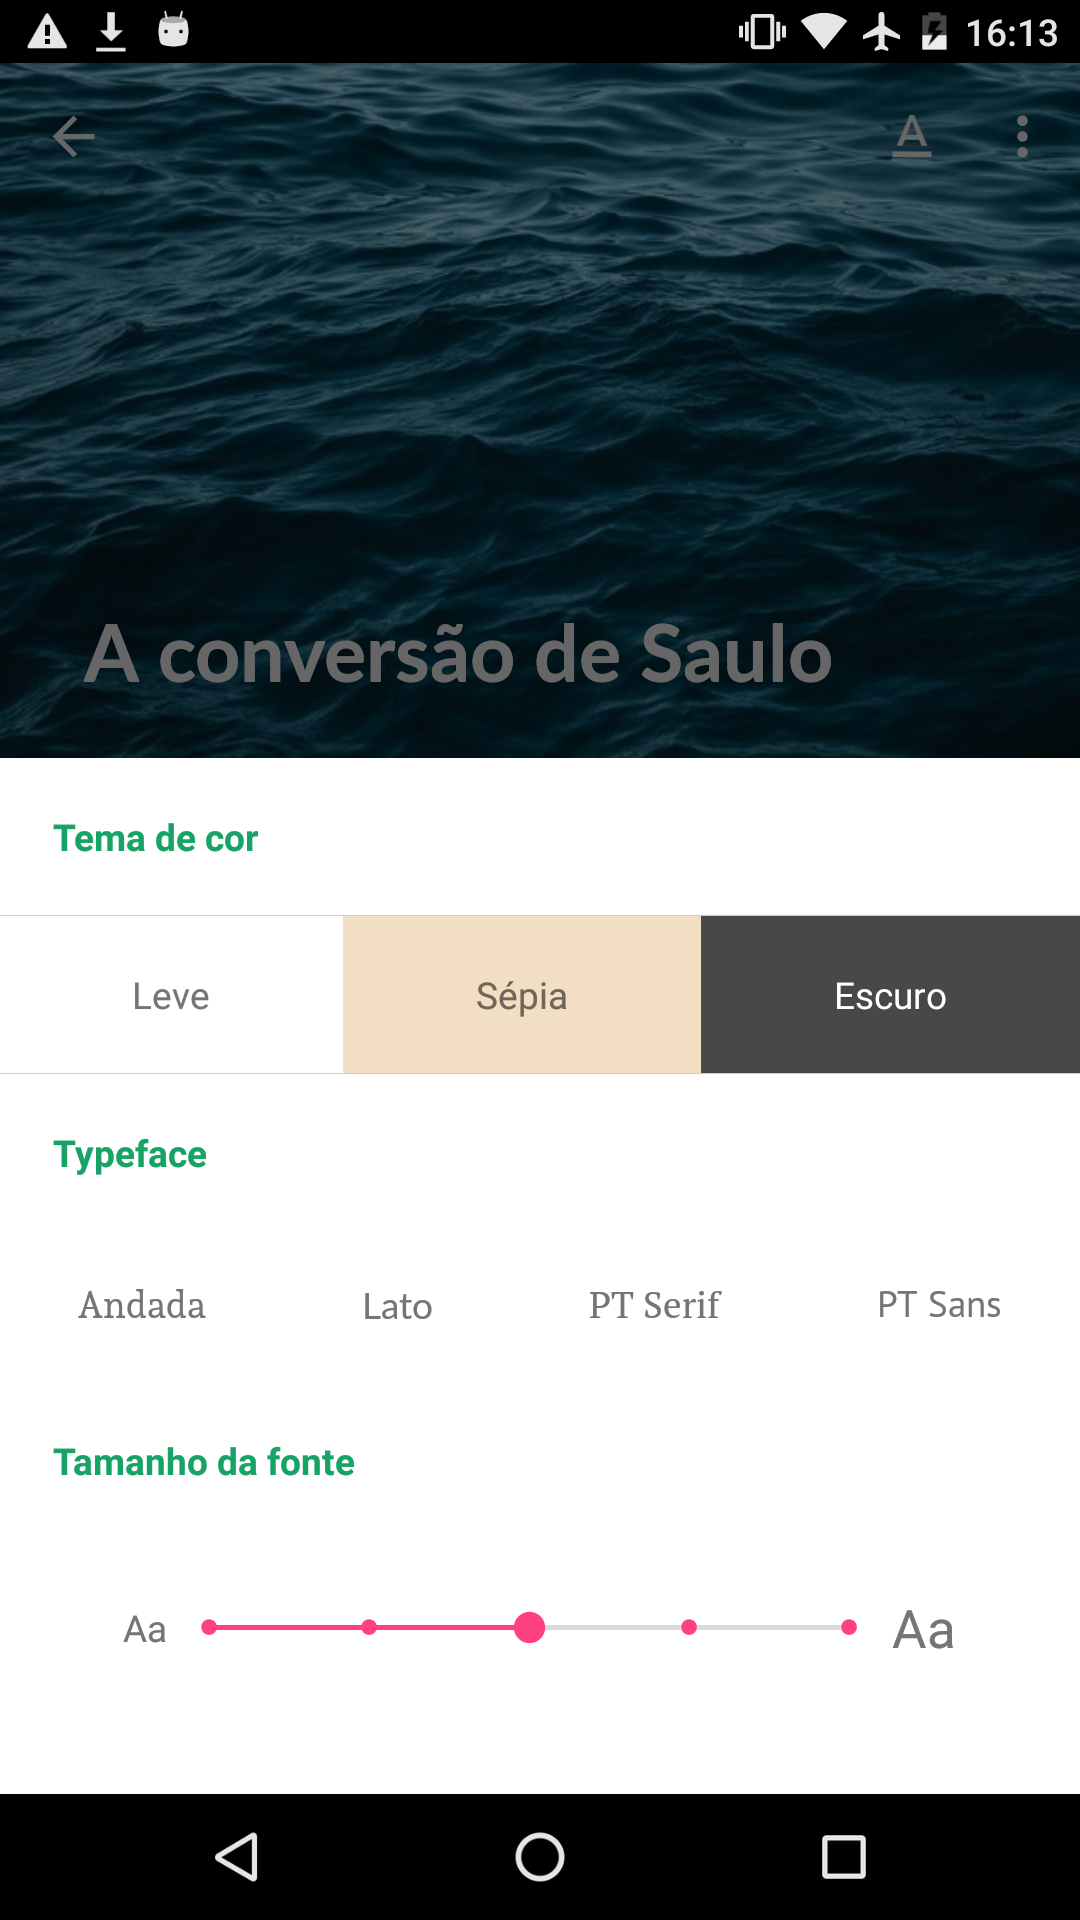 16:13
A
A conversão de Saulo
Tema de cor
Leve Sépia Escuro
Typeface
Andada Lato PT Serif PT Sans
Tamanho da fonte
Aa Aa